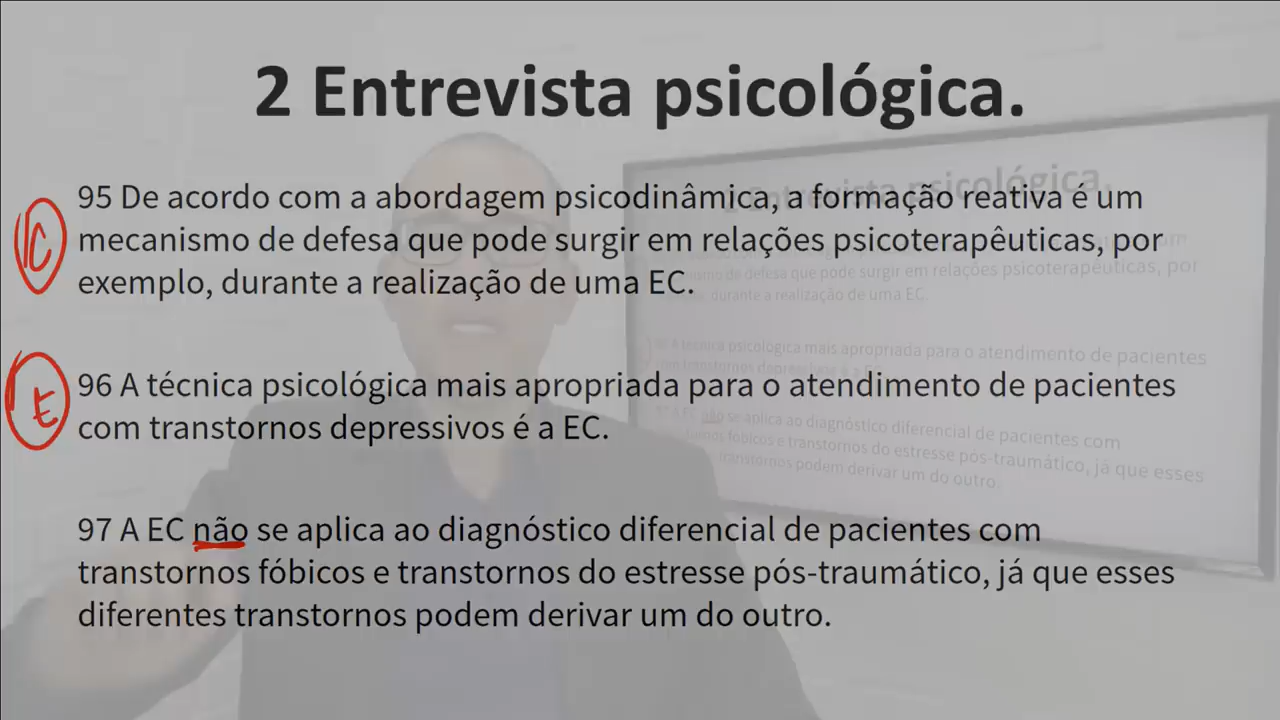 2 Entrevista psicológica.
95 De acordo com a abordagem psicodinâmica, a formação reativa é um
mecanismo de defesa que pode surgir em relações psicoterapêuticas, por
exemplo, durante a realização de uma EC.
C
96 A técnica psicológica mais apropriada para o atendimento de pacientes
com transtornos depressivos é a EC.
E
97 A EC não se aplica ao diagnóstico diferencial de pacientes com
transtornos fóbicos e transtornos do estresse pós-traumático, já que esses
diferentes transtornos podem derivar um do outro.